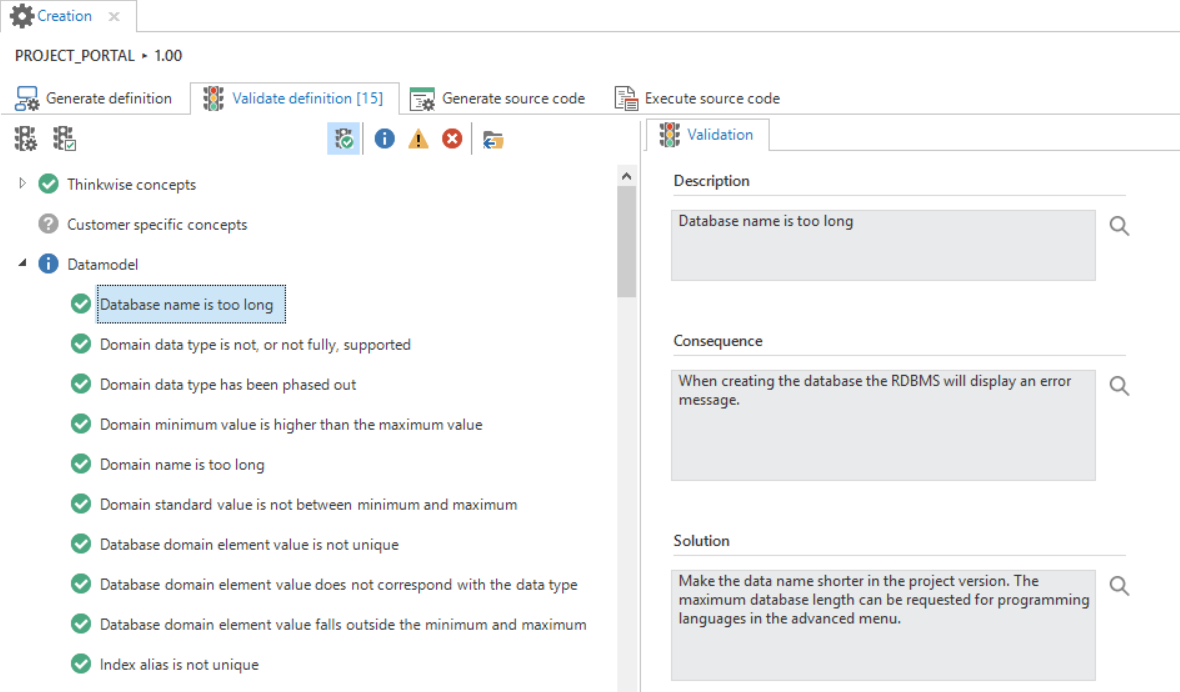 Creation
PROJECT_PORTAL ▸ 1.00
Generate definition
Validate definition [15]
Generate source code
Execute source code
Validation
Thinkwise concepts
Customer specific concepts
Datamodel
Database name is too long
Domain data type is not, or not fully, supported
Domain data type has been phased out
Domain minimum value is higher than the maximum value
Domain name is too long
Domain standard value is not between minimum and maximum
Database domain element value is not unique
Database domain element value does not correspond with the data type
Database domain element value falls outside the minimum and maximum
Index alias is not unique
Description
Database name is too long
Consequence
When creating the database the RDBMS will display an error
message.
Solution
Make the data name shorter in the project version. The
maximum database length can be requested for programming
languages in the advanced menu.